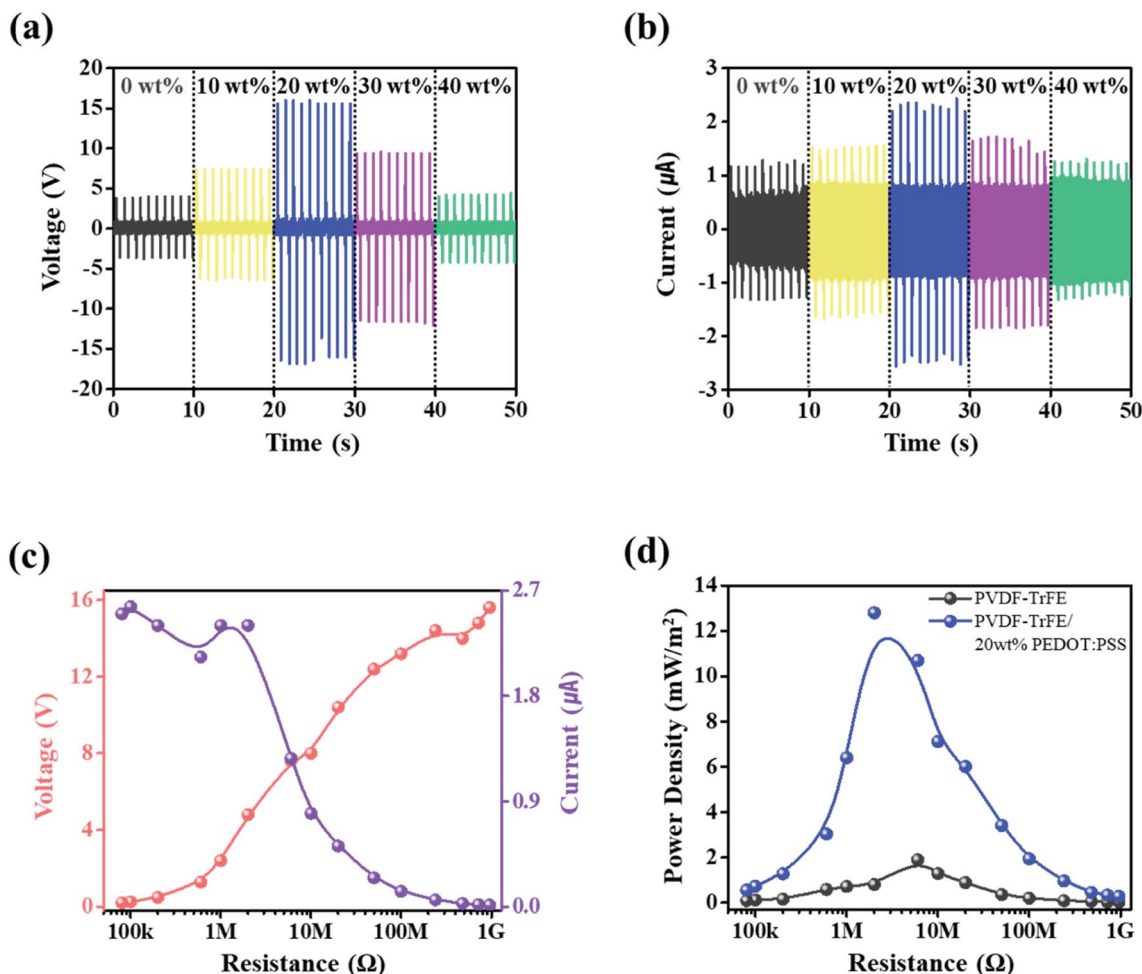 (a)
20
15
10
5
0
-5
-10
-15
-20
Voltage (V)
0 wt% 10 wt% 20 wt% 30 wt% 40 wt%
0 10 20 30 40 50
Time (s)
(b)
3
2
1
0
-1
-2
-3
Current (㎂)
0 wt% 10 wt% 20 wt% 30 wt% 40 wt%
0 10 20 30 40 50
Time (s)
(c)
16
12
8
4
0
Voltage (V)
2.7
1.8
0.9
0.0
Current (㎂)
100k 1M 10M 100M 1G
Resistance (Ω)
(d)
14
12
10
8
6
4
2
0
Power Density (mW/m²)
PVDF-TrFE
PVDF-TrFE/
20wt% PEDOT:PSS
100k 1M 10M 100M 1G
Resistance (Ω)